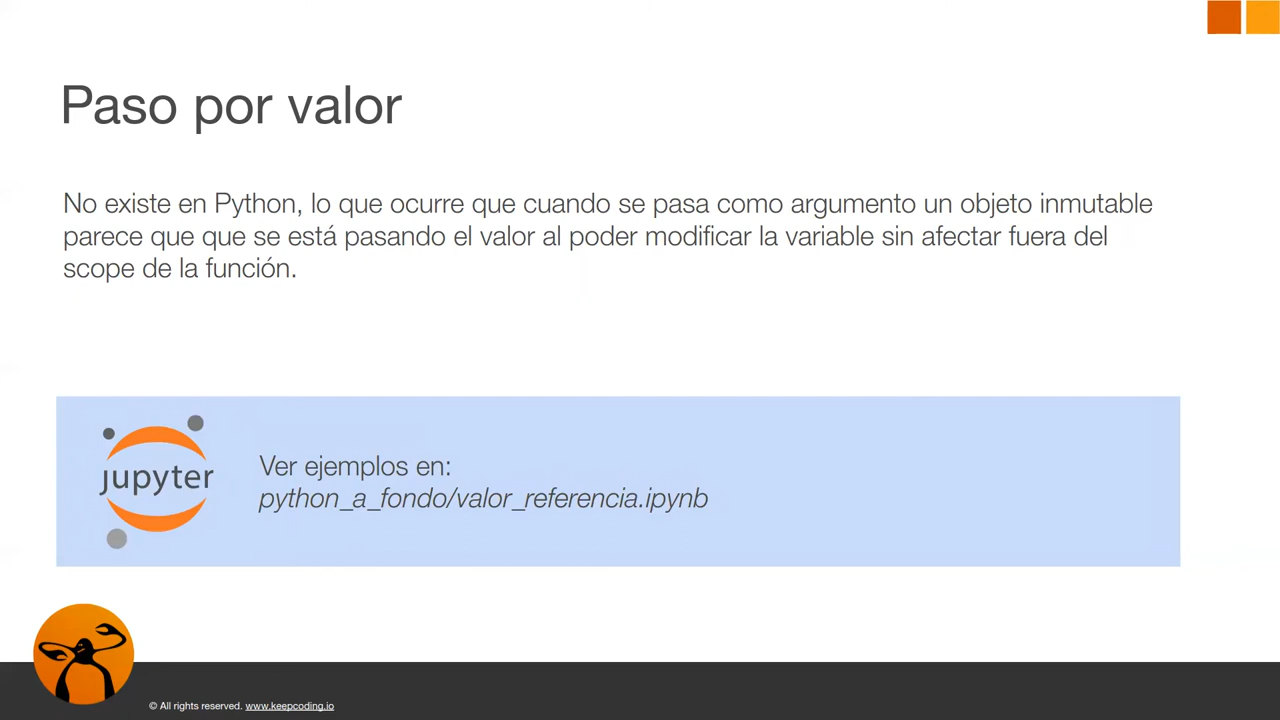 Paso por valor
No existe en Python, lo que ocurre que cuando se pasa como argumento un objeto inmutable
parece que que se está pasando el valor al poder modificar la variable sin afectar fuera del
scope de la función.
jupyter
Ver ejemplos en:
python_a_fondo/valor_referencia.ipynb
© All rights reserved. www.keepcoding.io